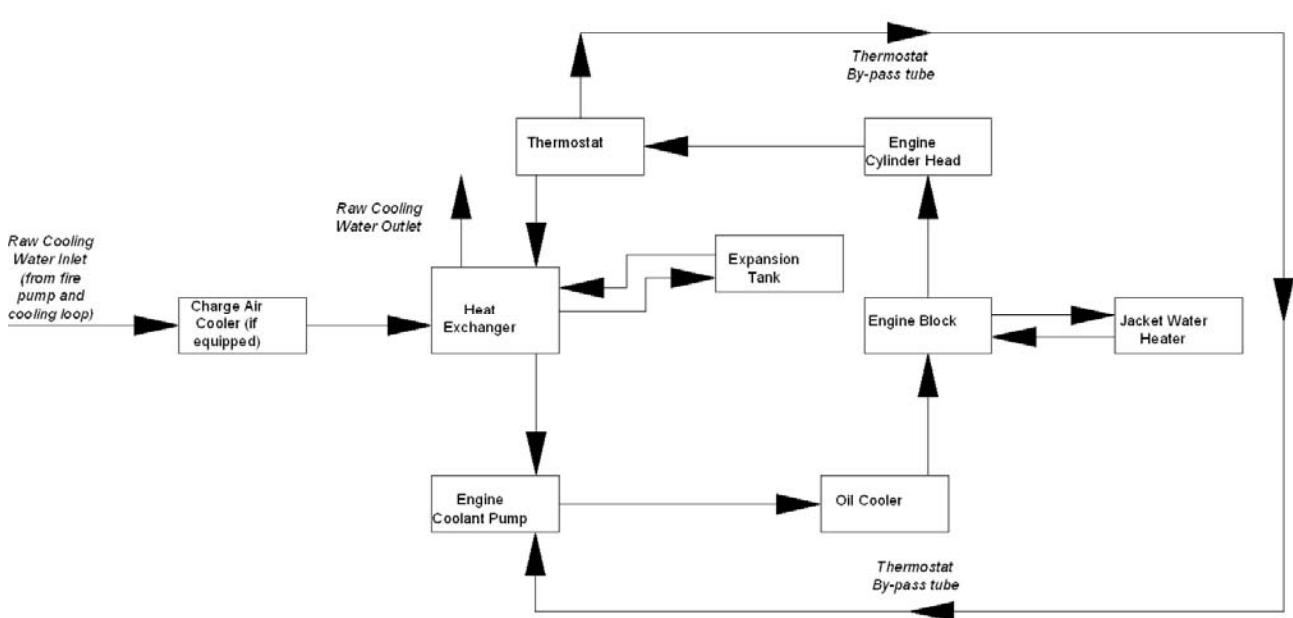 Thermostat
By-pass tube
Thermostat
Engine
Cylinder Head
Raw Cooling
Water Outlet
Raw Cooling
Water Inlet
(from fire
pump and
cooling loop)
Expansion
Tank
Charge Air
Cooler (if
equipped)
Heat
Exchanger
Engine Block
Jacket Water
Heater
Engine
Coolant Pump
Oil Cooler
Thermostat
By-pass tube